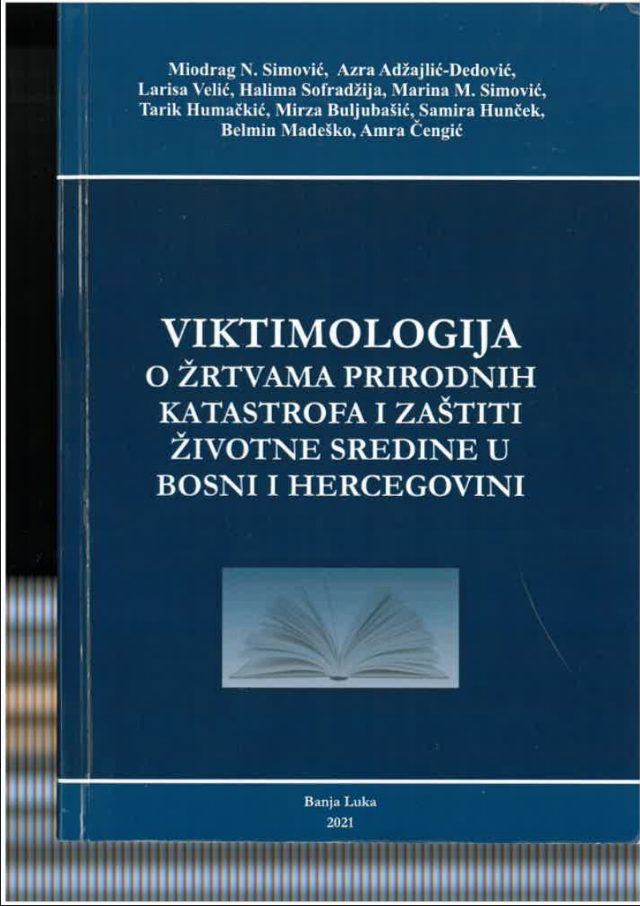 Miodrag N. Simović, Azra Adžajlić-Dedović,
Larisa Velić, Halima Sofradžija, Marina M. Simović,
Tarik Humačkić, Mirza Buljubašić, Samira Hunček,
Belmin Madeško, Amra Čengić
VIKTIMOLOGIJA
O ŽRTVAMA PRIRODNIH
KATASTROFA I ZAŠTITI
ŽIVOTNE SREDINE U
BOSNI I HERCEGOVINI
Banja Luka
2021